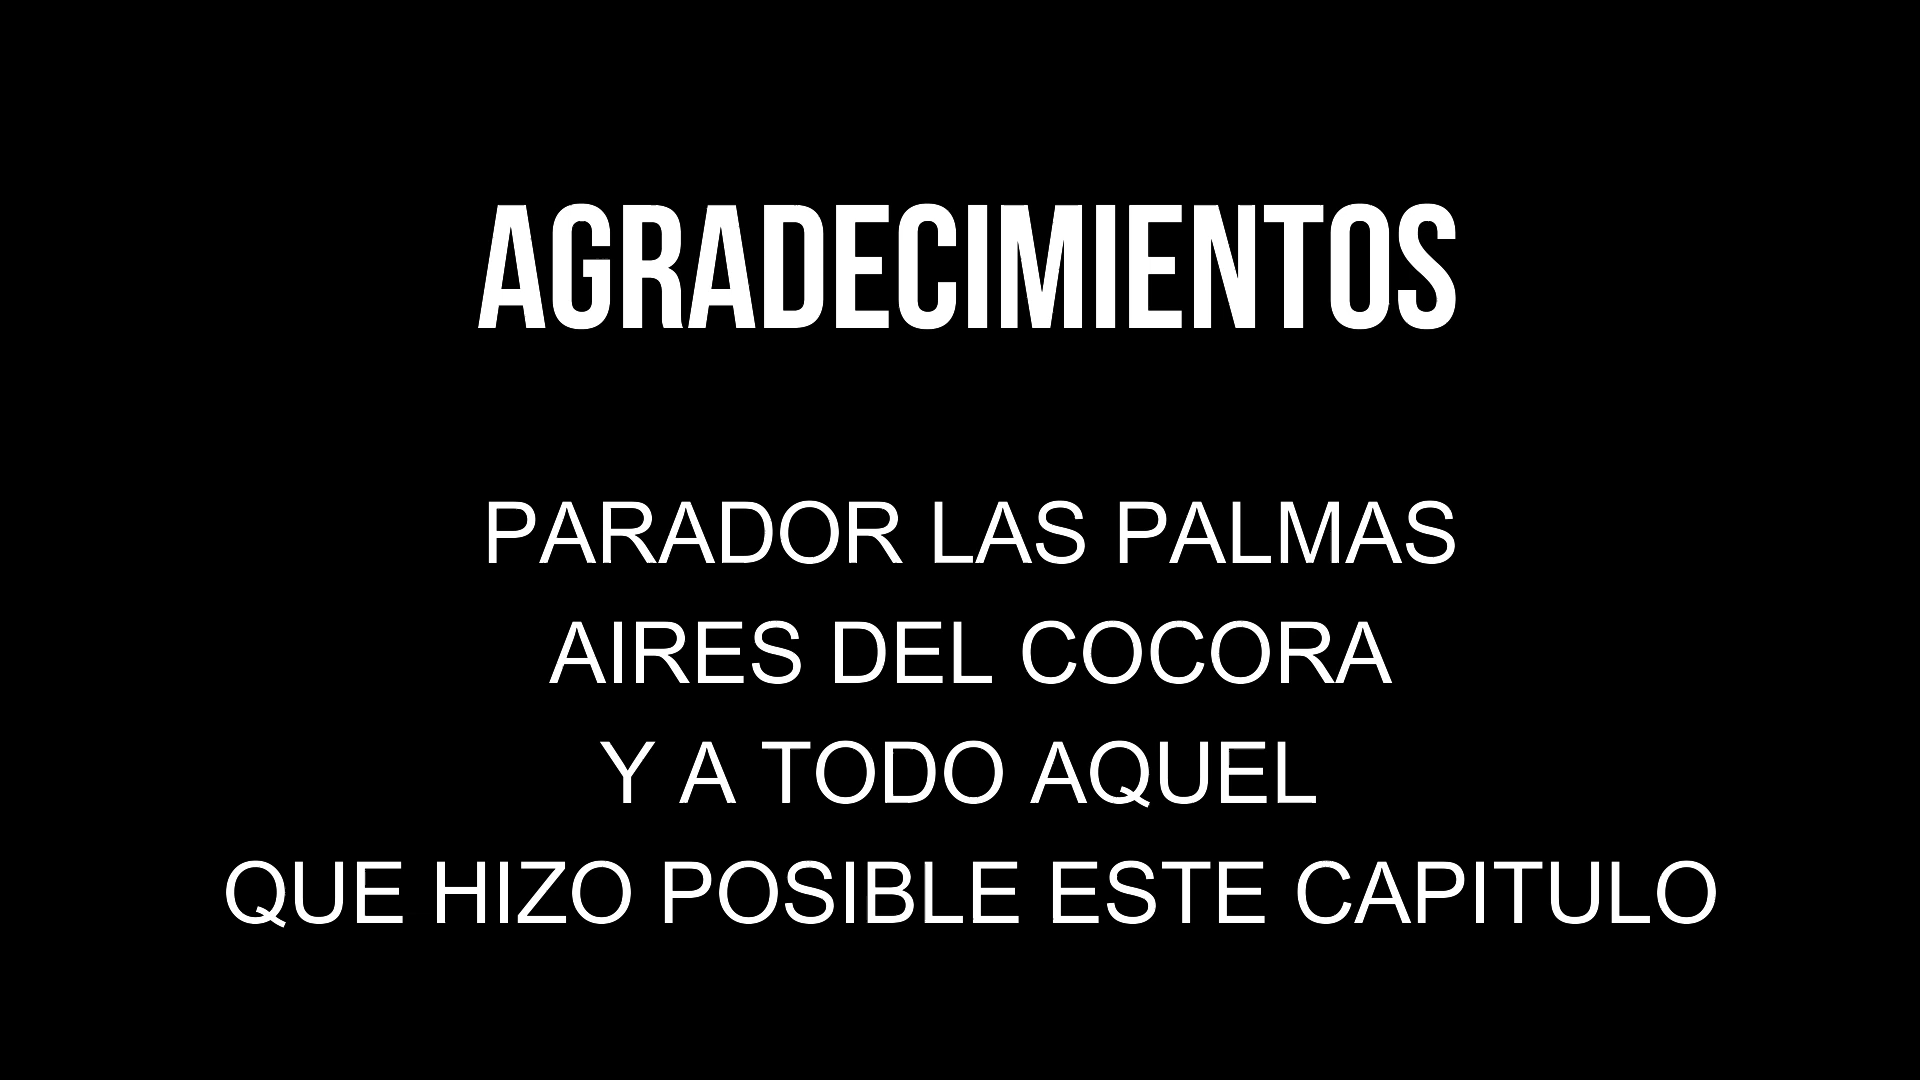 AGRADECIMIENTOS
PARADOR LAS PALMAS
AIRES DEL COCORA
Y A TODO AQUEL
QUE HIZO POSIBLE ESTE CAPITULO